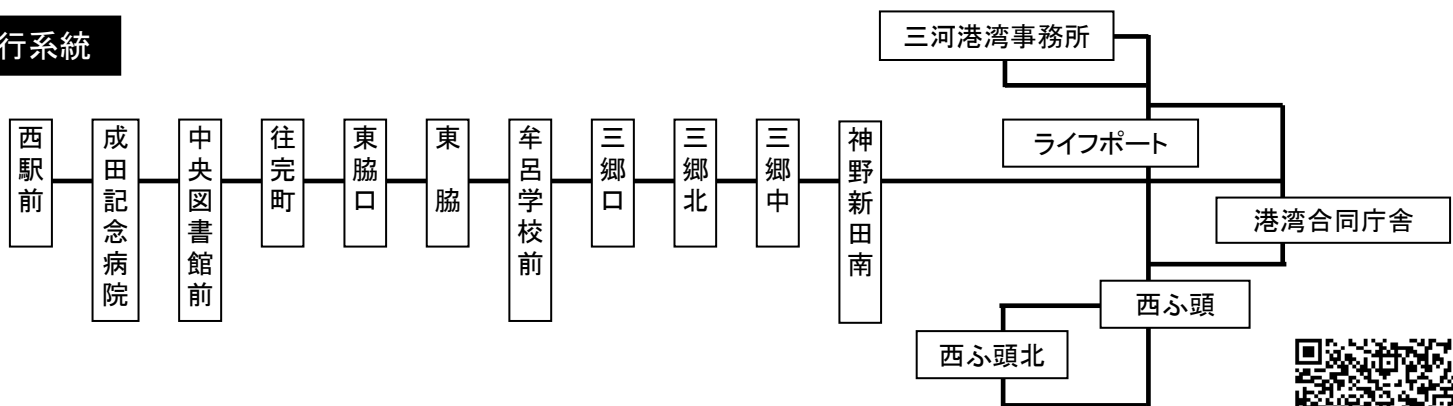 行系統
三河港湾事務所
西駅前
成田記念病院
中央図書館前
往完町
東脇口
東脇
牟呂学校前
三郷口
三郷北
三郷中
神野新田南
ライフポート
港湾合同庁舎
西ふ頭
西ふ頭北